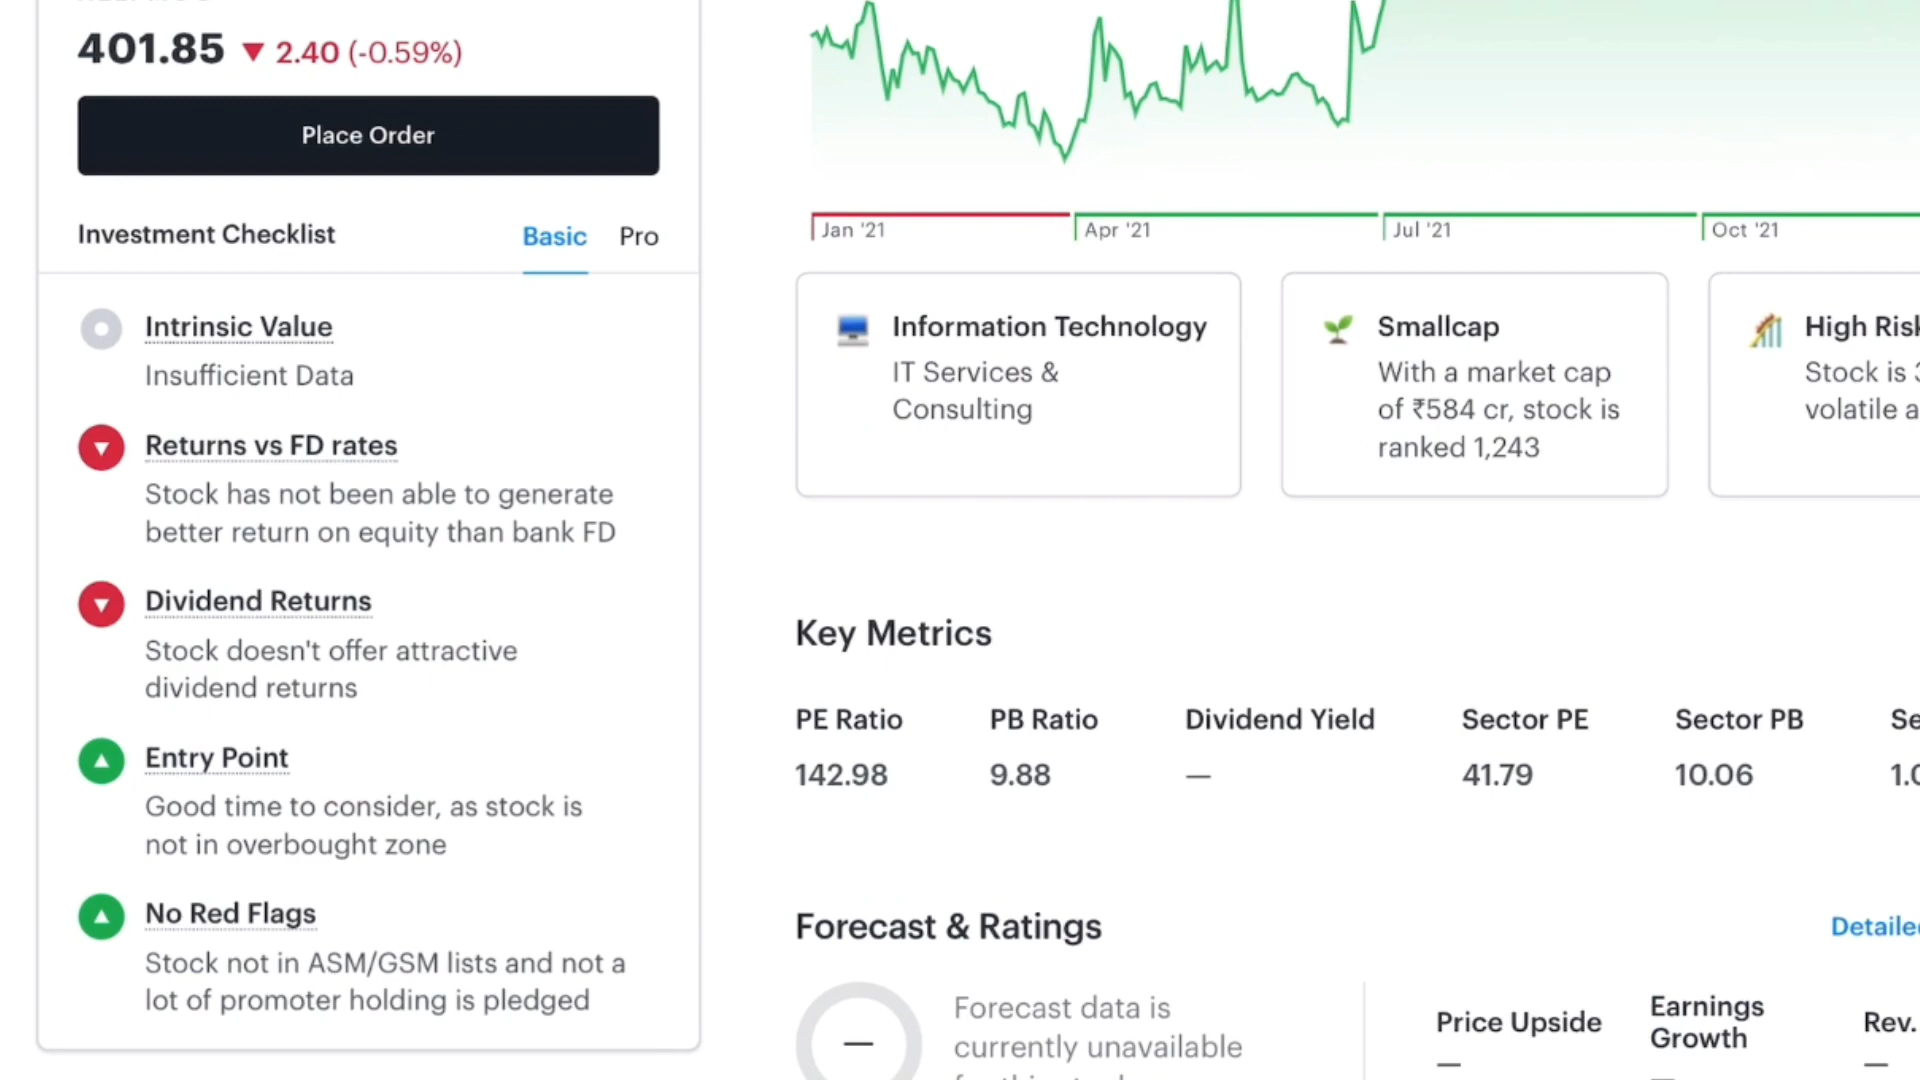 401.85 ▼ 2.40 (-0.59%)
Place Order
Investment Checklist
Basic
Pro
Intrinsic Value
Insufficient Data
Returns vs FD rates
Stock has not been able to generate
better return on equity than bank FD
Dividend Returns
Stock doesn't offer attractive
dividend returns
Entry Point
Good time to consider, as stock is
not in overbought zone
No Red Flags
Stock not in ASM/GSM lists and not a
lot of promoter holding is pledged
Jan '21
Apr '21
Jul '21
Oct '21
Information Technology
IT Services &
Consulting
Smallcap
With a market cap
of ₹584 cr, stock is
ranked 1,243
High Risk
Stock is
volatile
Key Metrics
PE Ratio
PB Ratio
Dividend Yield
Sector PE
Sector PB
142.98
9.88
—
41.79
10.06
Forecast & Ratings
Detailed
—
Forecast data is
currently unavailable
Price Upside
—
Earnings
Growth
Rev.
—